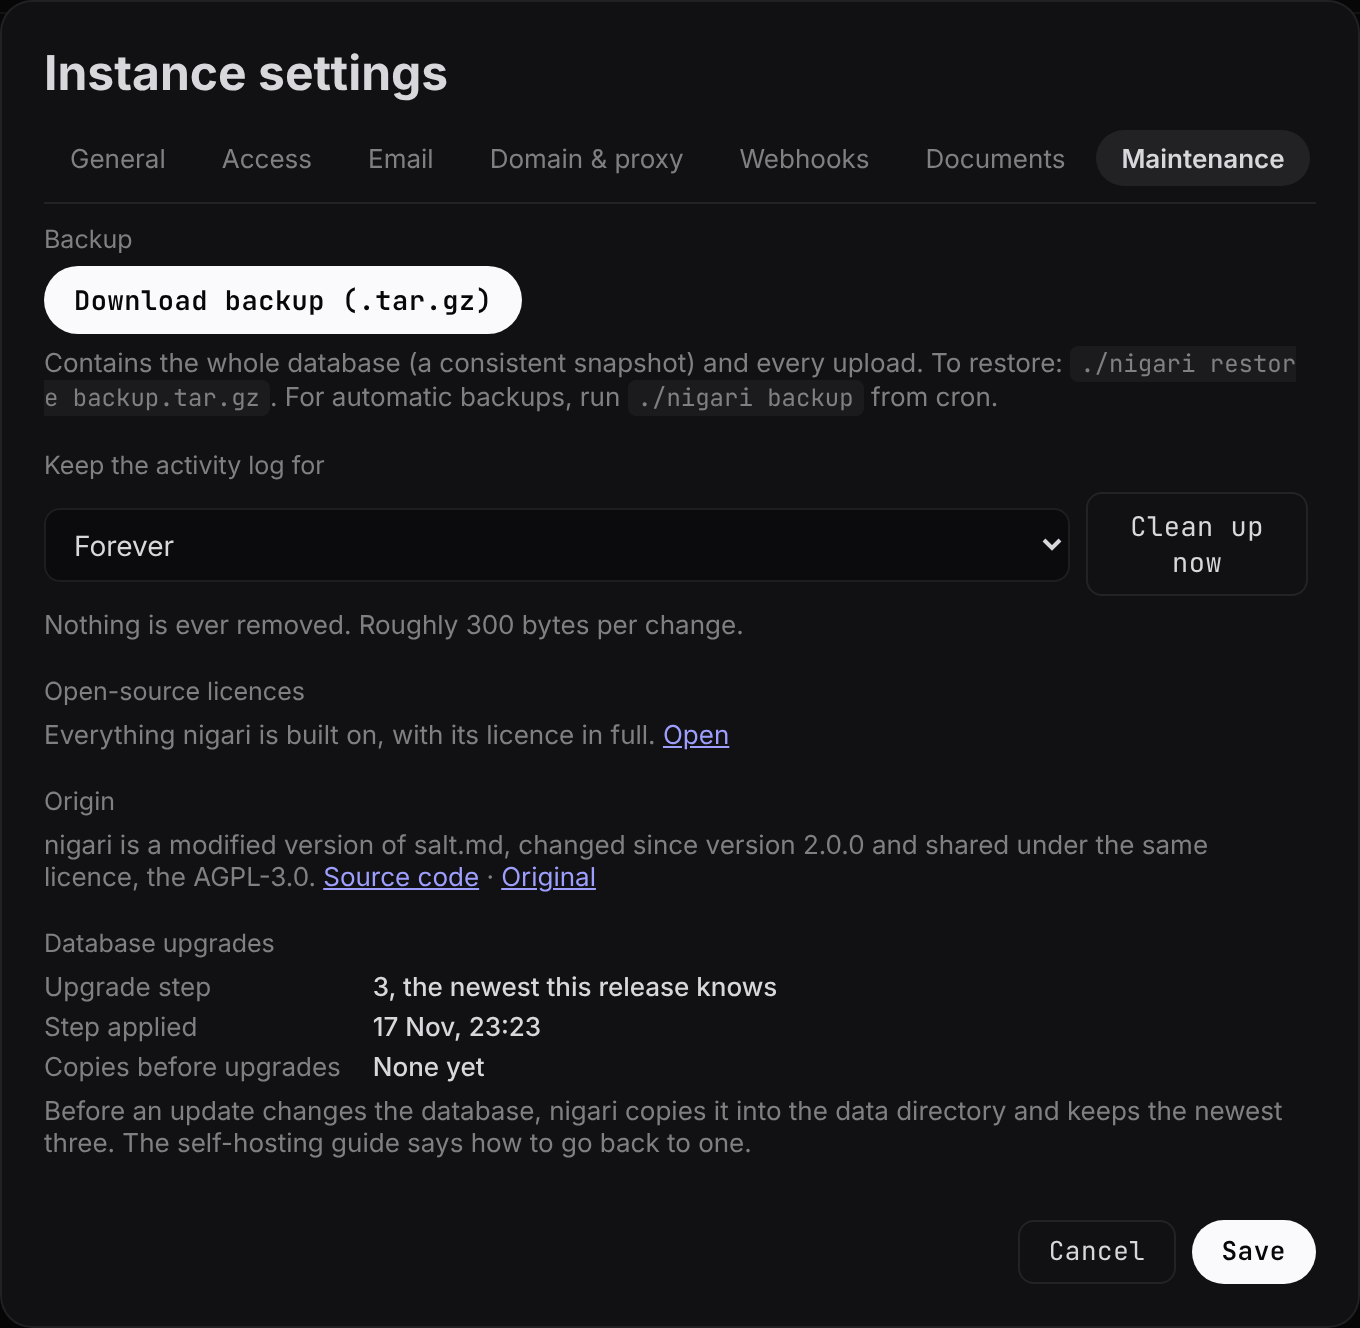 Instance settings
General Access Email Domain & proxy Webhooks Documents Maintenance
Backup
Download backup (.tar.gz)
Contains the whole database (a consistent snapshot) and every upload. To restore: ./nigari restor
e backup.tar.gz. For automatic backups, run ./nigari backup from cron.
Keep the activity log for
Forever
Clean up
now
Nothing is ever removed. Roughly 300 bytes per change.
Open-source licences
Everything nigari is built on, with its licence in full. Open
Origin
nigari is a modified version of salt.md, changed since version 2.0.0 and shared under the same
licence, the AGPL-3.0. Source code · Original
Database upgrades
Upgrade step 3, the newest this release knows
Step applied 17 Nov, 23:23
Copies before upgrades None yet
Before an update changes the database, nigari copies it into the data directory and keeps the newest
three. The self-hosting guide says how to go back to one.
Cancel Save